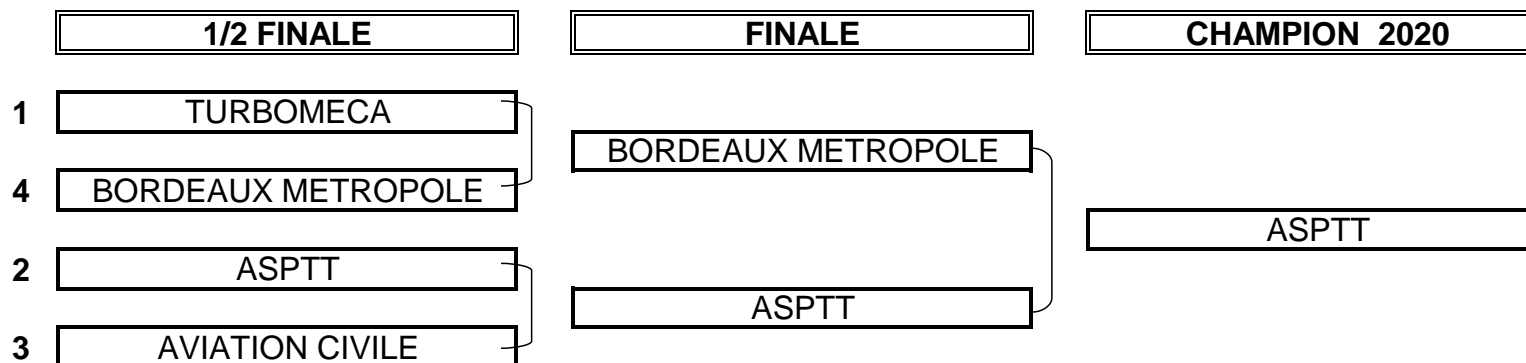 1/2 FINALE FINALE CHAMPION 2020
1 TURBOMECA
BORDEAUX METROPOLE
4 BORDEAUX METROPOLE
ASPTT
2 ASPTT
ASPTT
3 AVIATION CIVILE